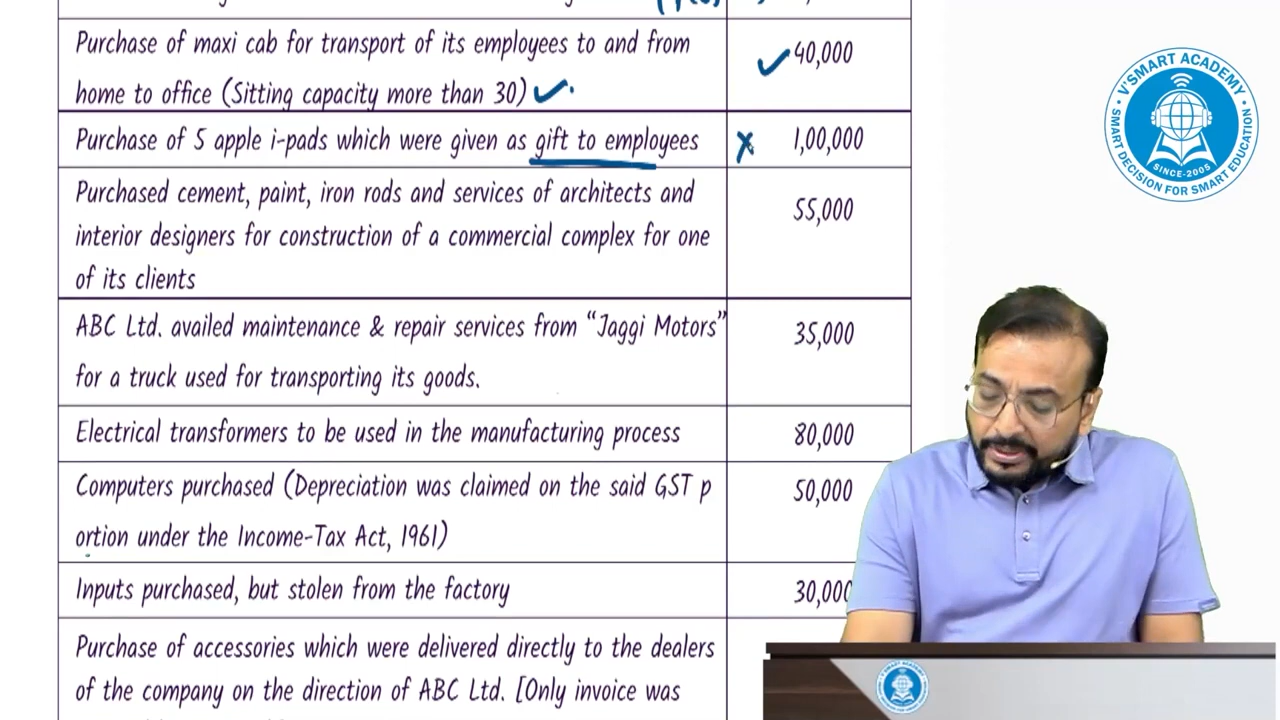 Purchase of maxi cab for transport of its employees to and from
40,000
home to office (Sitting capacity more than 30)
Purchase of 5 apple i-pads which were given as gift to employees
1,00,000
Purchased cement, paint, iron rods and services of architects and
interior designers for construction of a commercial complex for one
of its clients
55,000
ABC Ltd. availed maintenance & repair services from “Jaggi Motors”
for a truck used for transporting its goods.
35,000
Electrical transformers to be used in the manufacturing process
80,000
Computers purchased (Depreciation was claimed on the said GST p
ortion under the Income-Tax Act, 1961)
50,000
Inputs purchased, but stolen from the factory
30,000
Purchase of accessories which were delivered directly to the dealers
of the company on the direction of ABC Ltd. [Only invoice was
V'SMART ACADEMY
SINCE-2005
SMART DECISION FOR SMART EDUCATION